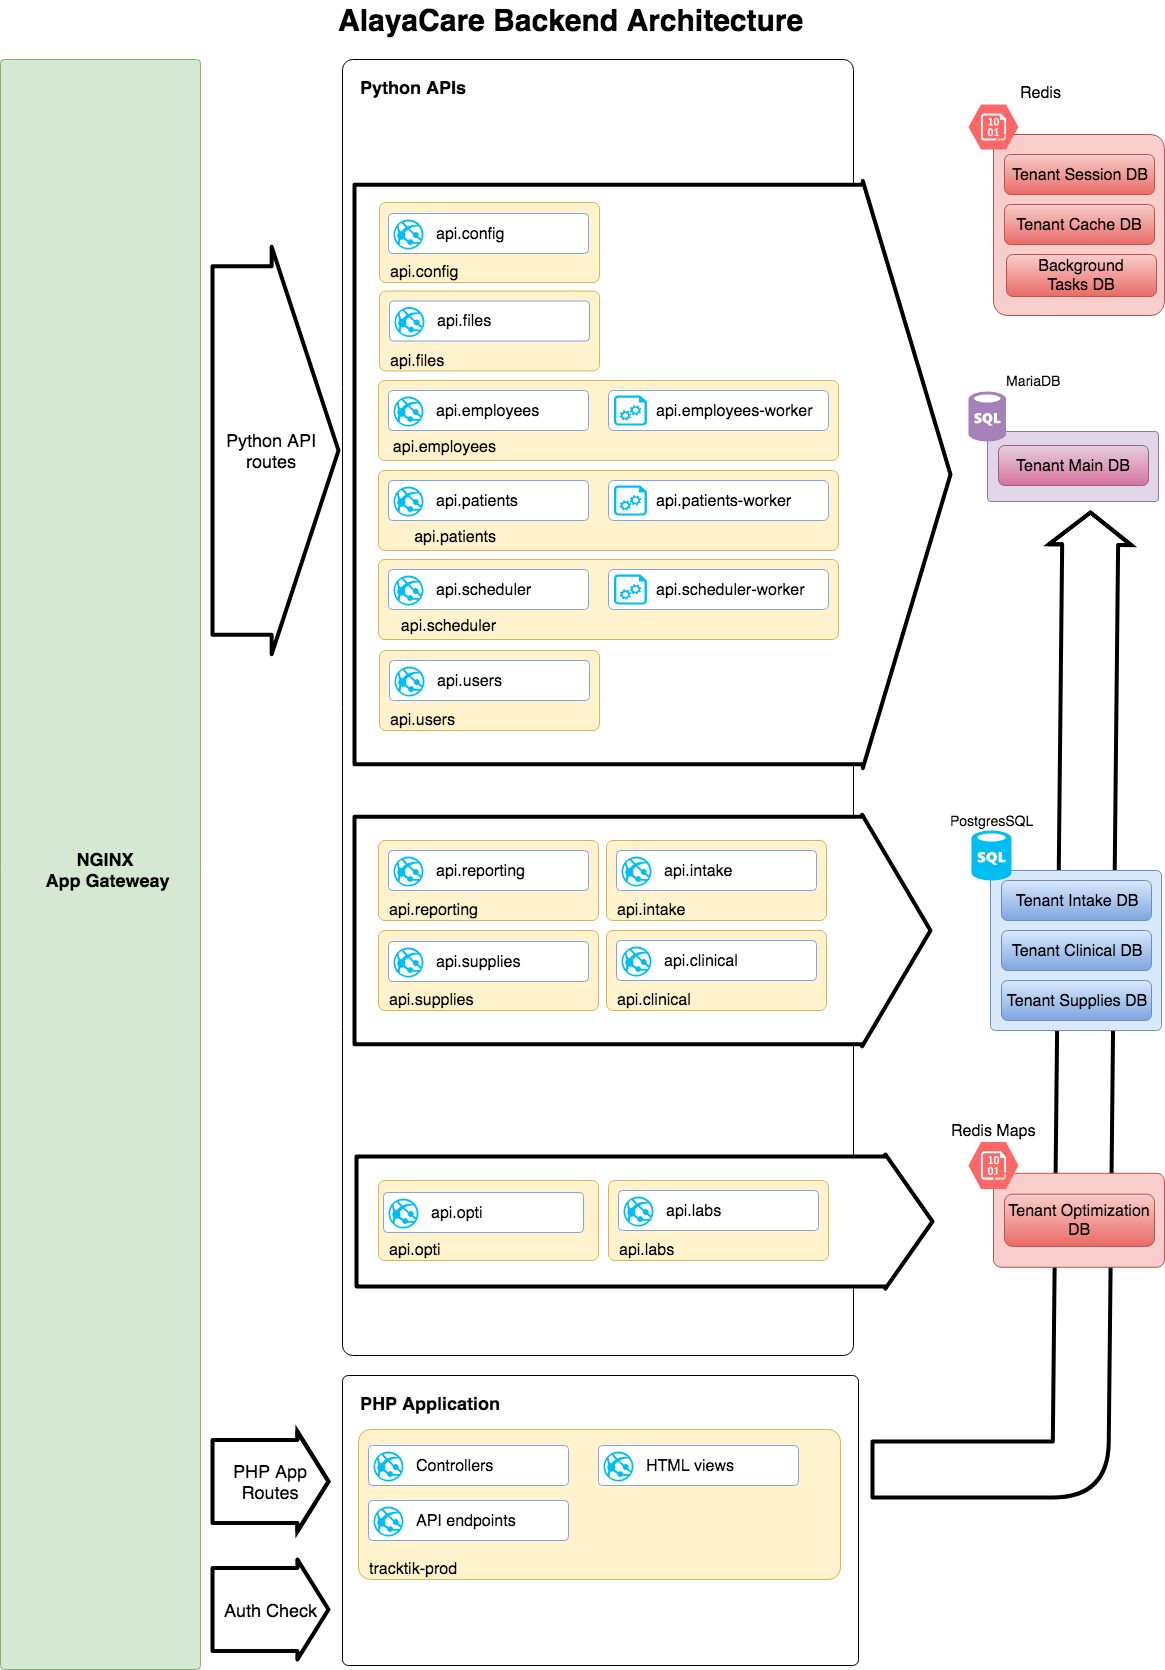 AlayaCare Backend Architecture
NGINX
App Gateweay
Python API
routes
PHP App
Routes
Auth Check
Python APIs
api.config
api.config
api.files
api.files
api.employees
api.employees-worker
api.employees
api.patients
api.patients-worker
api.patients
api.scheduler
api.scheduler-worker
api.scheduler
api.users
api.users
api.reporting
api.reporting
api.intake
api.intake
api.supplies
api.supplies
api.clinical
api.clinical
api.opti
api.opti
api.labs
api.labs
PHP Application
Controllers
HTML views
API endpoints
tracktik-prod
Redis
10
01
Tenant Session DB
Tenant Cache DB
Background
Tasks DB
MariaDB
SQL
Tenant Main DB
PostgresSQL
SQL
Tenant Intake DB
Tenant Clinical DB
Tenant Supplies DB
Redis Maps
10
01
Tenant Optimization
DB